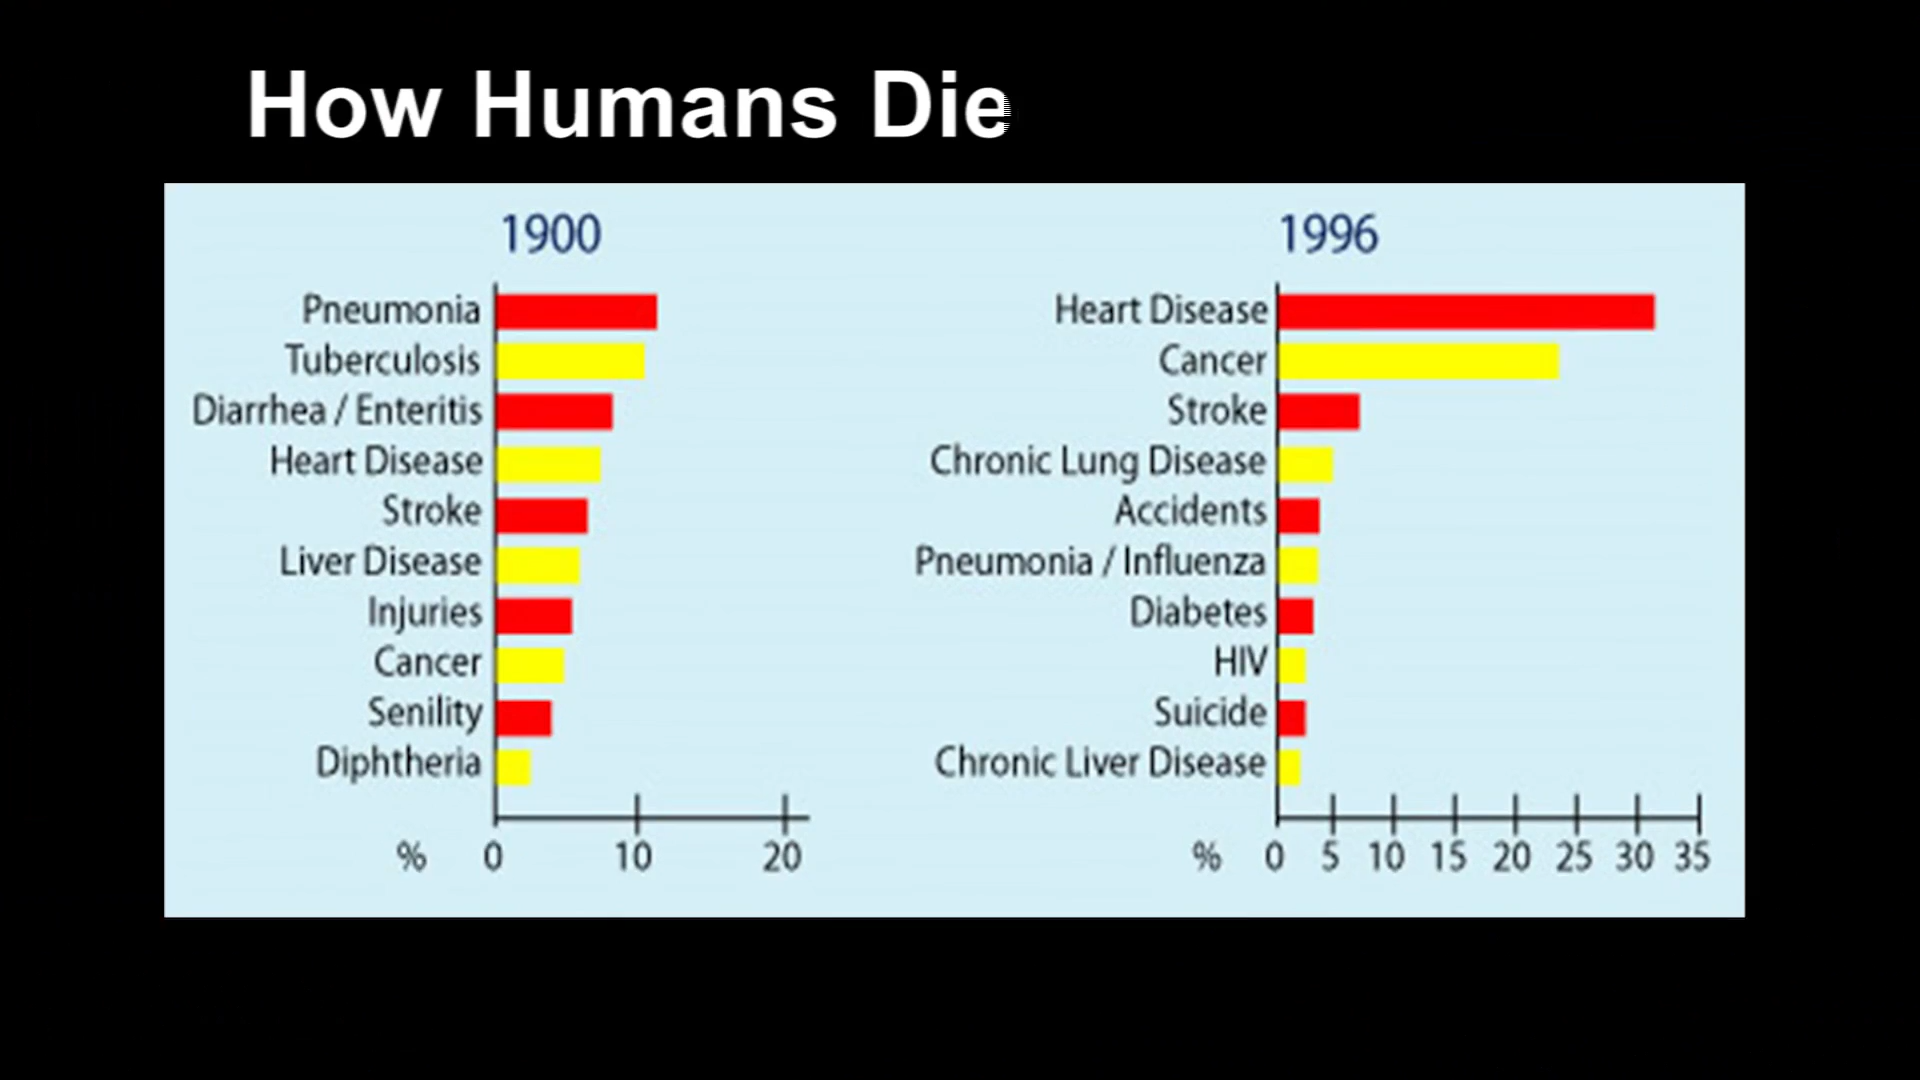 How Humans Die
1900
Pneumonia
Tuberculosis
Diarrhea / Enteritis
Heart Disease
Stroke
Liver Disease
Injuries
Cancer
Senility
Diphtheria
% 0 10 20
1996
Heart Disease
Cancer
Stroke
Chronic Lung Disease
Accidents
Pneumonia / Influenza
Diabetes
HIV
Suicide
Chronic Liver Disease
% 0 5 10 15 20 25 30 35